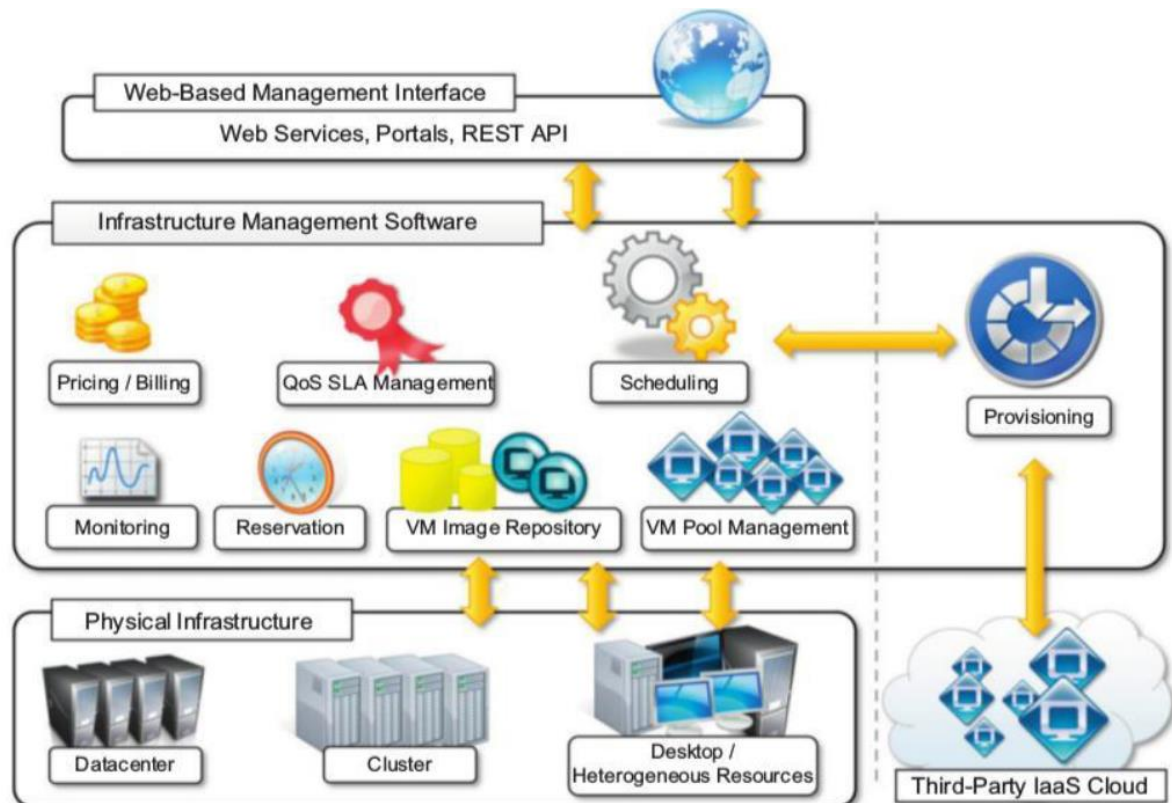 Web-Based Management Interface
Web Services, Portals, REST API
Infrastructure Management Software
Pricing / Billing
QoS SLA Management
Scheduling
Provisioning
Monitoring
Reservation
VM Image Repository
VM Pool Management
Physical Infrastructure
Datacenter
Cluster
Desktop /
Heterogeneous Resources
Third-Party IaaS Cloud